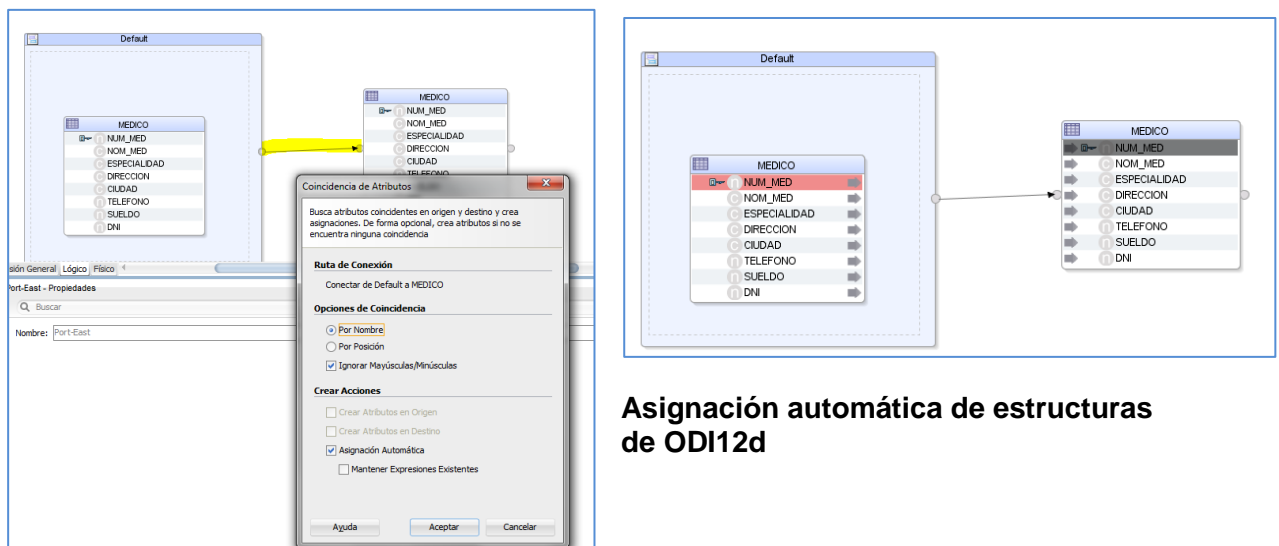 Default
MEDICO
NUM_MED
NOM_MED
ESPECIALIDAD
DIRECCION
CIUDAD
TELEFONO
SUELDO
DNI
MEDICO
NUM_MED
NOM_MED
ESPECIALIDAD
DIRECCION
CIUDAD
TELEFONO
Coincidencia de Atributos
Busca atributos coincidentes en origen y destino y crea
asignaciones. De forma opcional, crea atributos si no se
encuentra ninguna coincidencia
Ruta de Conexión
Conectar de Default a MEDICO
Opciones de Coincidencia
Por Nombre
Por Posición
Ignorar Mayúsculas/Minúsculas
Crear Acciones
Crear Atributos en Origen
Crear Atributos en Destino
Asignación Automática
Mantener Expresiones Existentes
Ayuda Aceptar Cancelar
sión General Lógico Físico
Port-East - Propiedades
Buscar
Nombre: Port-East
Default
MEDICO
NUM_MED
NOM_MED
ESPECIALIDAD
DIRECCION
CIUDAD
TELEFONO
SUELDO
DNI
MEDICO
NUM_MED
NOM_MED
ESPECIALIDAD
DIRECCION
CIUDAD
TELEFONO
SUELDO
DNI
Asignación automática de estructuras
de ODI12d